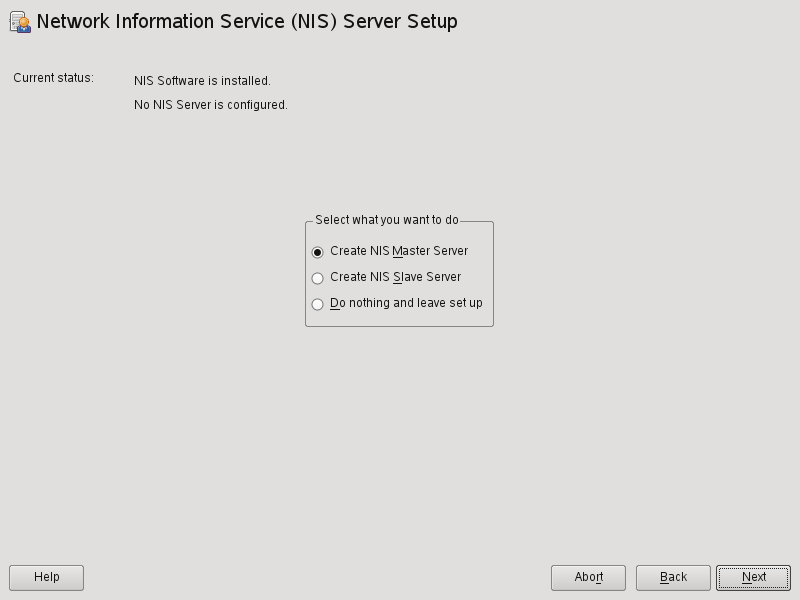 Network Information Service (NIS) Server Setup
Current status:
NIS Software is installed.
No NIS Server is configured.
Select what you want to do
Create NIS Master Server
Create NIS Slave Server
Do nothing and leave set up
Help
Abort
Back
Next